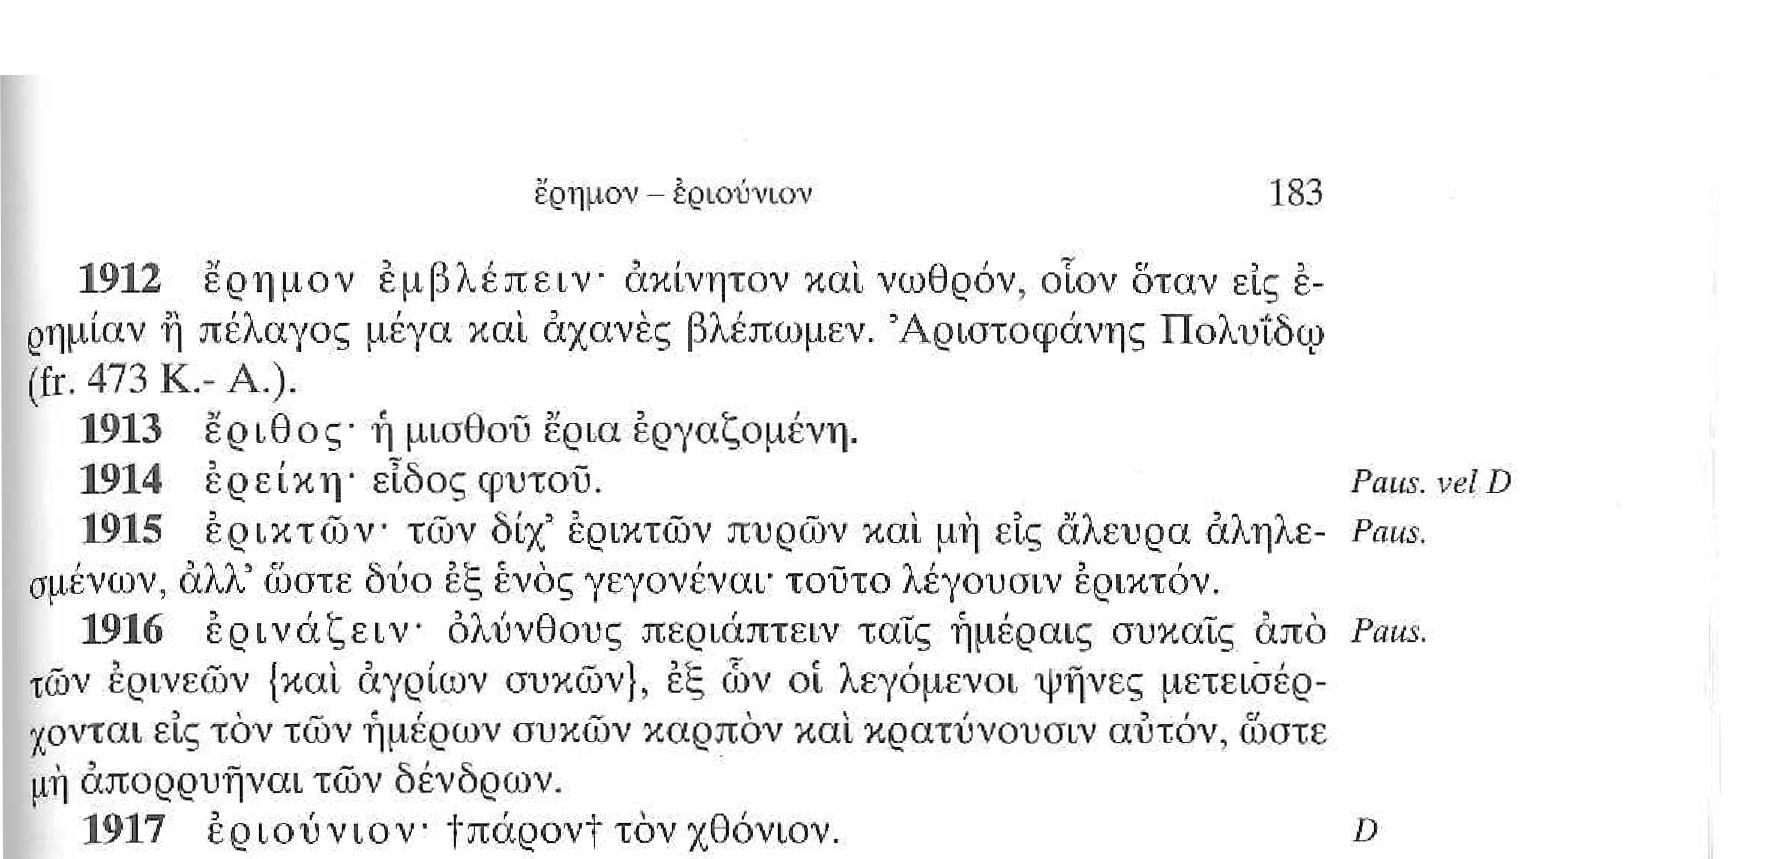 ἔρημον – ἐριούνιον 183
1912 ἔρημον ἐμβλέπειν· ἀκίνητον καὶ νωθρόν, οἷον ὅταν εἰς ἐ-
ρημίαν ἢ πέλαγος μέγα καὶ ἀχανὲς βλέπωμεν. Ἀριστοφάνης Πολυΐδῳ
(fr. 473 K.- A.).
1913 ἔριθος· ἡ μισθοῦ ἔρια ἐργαζομένη.
1914 ἐρείκη· εἶδος φυτοῦ. Paus. vel D
1915 ἐρικτῶν· τῶν δίχ’ ἐρικτῶν πυρῶν καὶ μὴ εἰς ἄλευρα ἀληλε- Paus.
σμένων, ἀλλ’ ὥστε δύο ἐξ ἑνὸς γεγονέναι· τοῦτο λέγουσιν ἐρικτόν.
1916 ἐρινάζειν· ὀλύνθους περιάπτειν ταῖς ἡμέραις συκαῖς ἀπὸ Paus.
τῶν ἐρινεῶν {καὶ ἀγρίων συκῶν}, ἐξ ὧν οἱ λεγόμενοι ψῆνες μετεισέρ-
χονται εἰς τὸν τῶν ἡμέρων συκῶν καρπὸν καὶ κρατύνουσιν αὐτόν, ὥστε
μὴ ἀπορρυῆναι τῶν δένδρων.
1917 ἐριούνιον· †πάρον† τὸν χθόνιον. D